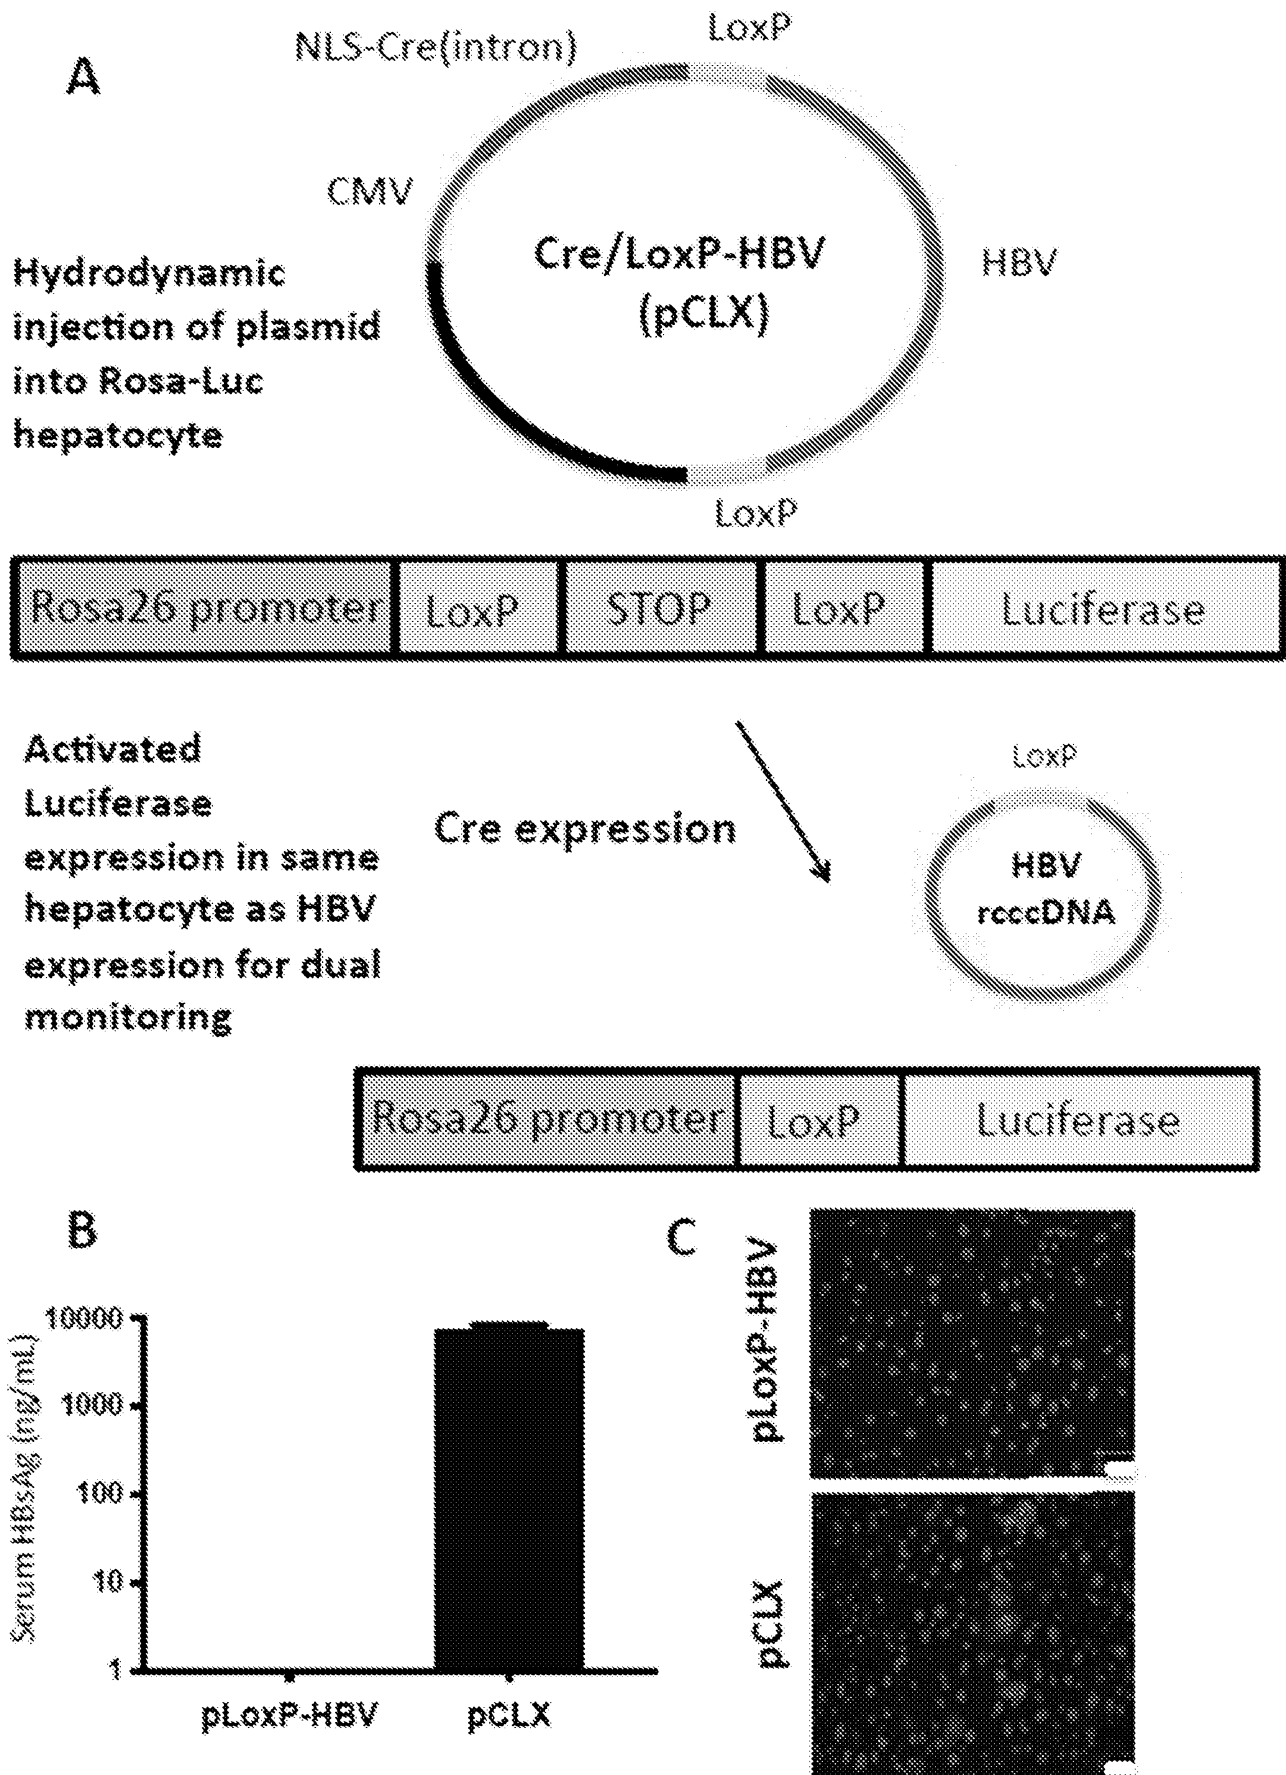 A
NLS-Cre(intron)
LoxP
CMV
Cre/LoxP-HBV
(pCLX)
HBV
Hydrodynamic
injection of plasmid
into Rosa-Luc
hepatocyte
LoxP
Rosa26 promoter LoxP STOP LoxP Luciferase
Activated
Luciferase
expression in same
hepatocyte as HBV
expression for dual
monitoring
Cre expression
LoxP
HBV
rcccDNA
Rosa26 promoter LoxP Luciferase
B
Serum HBsAg (ng/mL)
10000
1000
100
10
1
pLoxP-HBV pCLX
C
pLoxP-HBV
pCLX